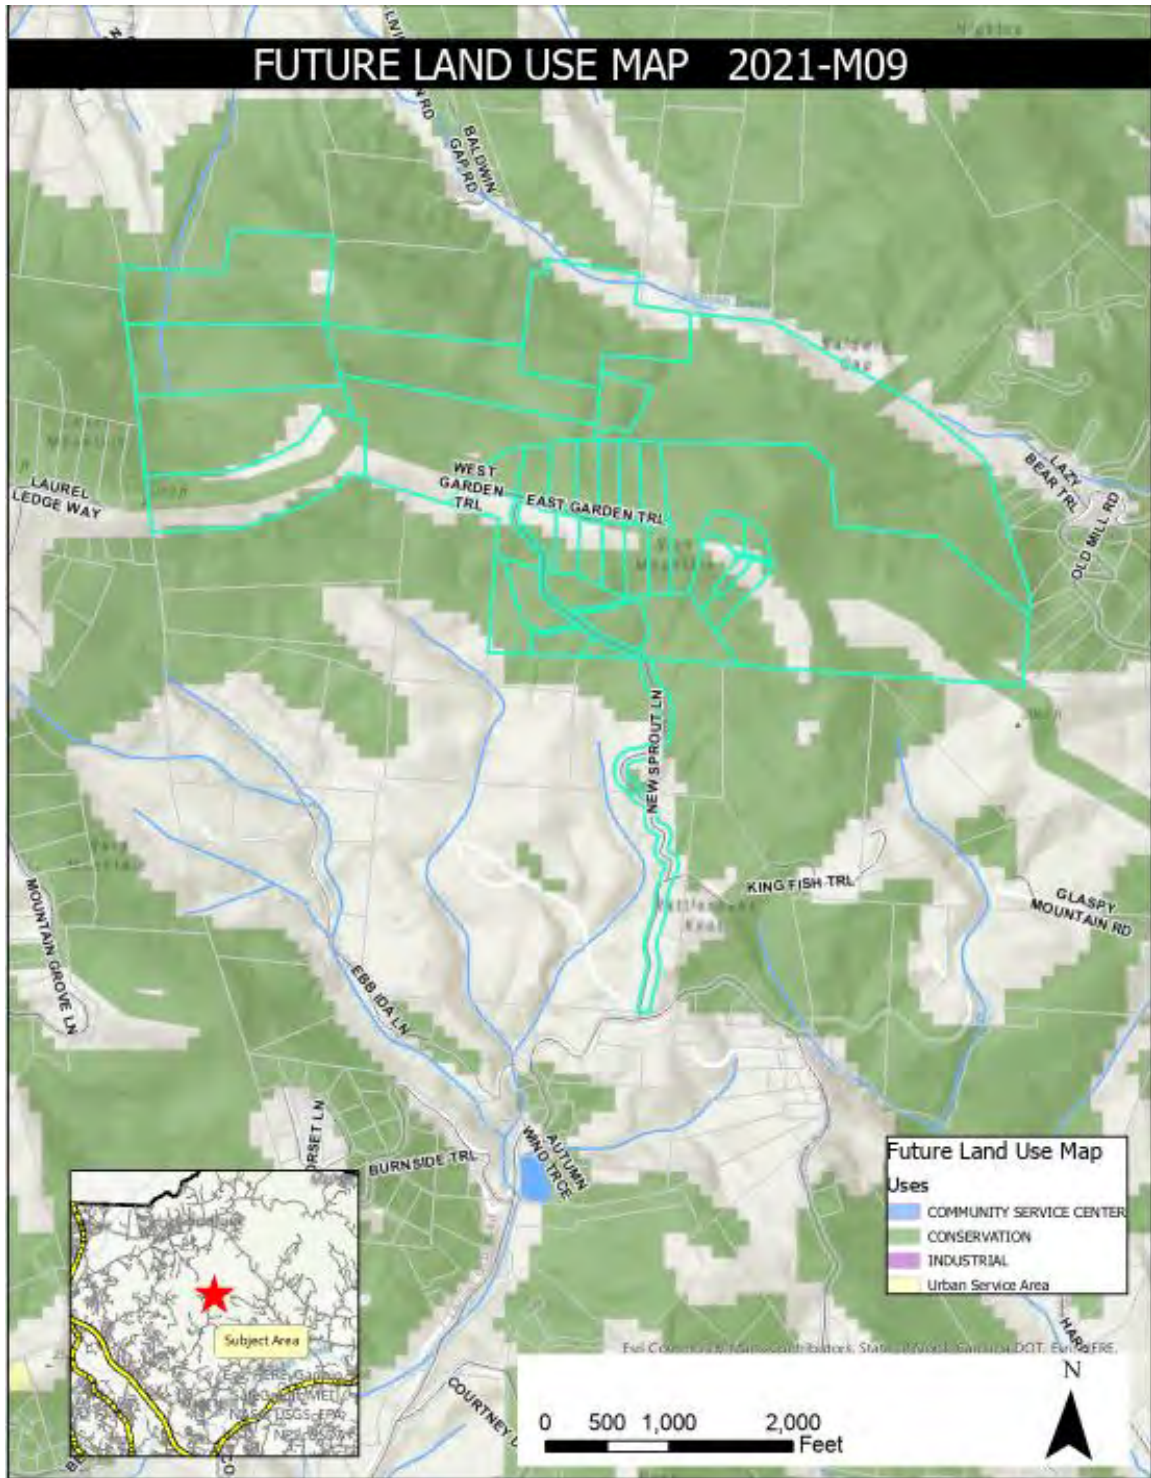 FUTURE LAND USE MAP 2021-M09
BALDWIN
GAP RD
WEST
GARDEN
TRL
EAST GARDEN TRL
LAUREL
LEDGE WAY
LAZY
BEAR TRL
OLD MILL RD
NEW SPROUT LN
KING FISH TRL
GLASPY
MOUNTAIN RD
MOUNTAIN GROVE LN
EBB IDA LN
AUTUMN
WIND TRCE
BURNSIDE TRL
ORSET LN
COURTNEY
Future Land Use Map
Uses
COMMUNITY SERVICE CENTER
CONSERVATION
INDUSTRIAL
Urban Service Area
Subject Area
N
0 500 1,000 2,000
Feet